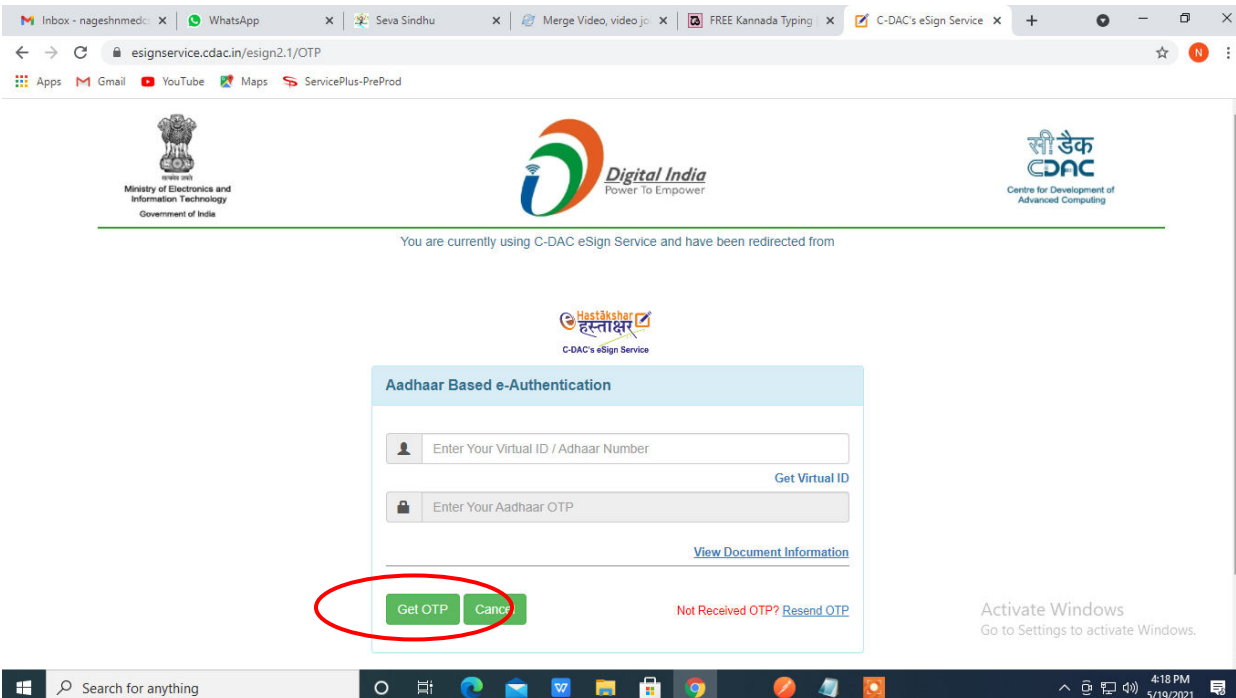 Inbox - nageshnmedc
WhatsApp
Seva Sindhu
Merge Video, video jo
FREE Kannada Typing
C-DAC's eSign Service
esignservice.cdac.in/esign2.1/OTP
N
Apps
Gmail
YouTube
Maps
ServicePlus-PreProd
सत्यमेव जयते
Ministry of Electronics and
Information Technology
Government of India
Digital India
Power To Empower
सी डैक
CDAC
Centre for Development of
Advanced Computing
You are currently using C-DAC eSign Service and have been redirected from
e Hastākshar
हस्ताक्षर
C-DAC's eSign Service
Aadhaar Based e-Authentication
Enter Your Virtual ID / Adhaar Number
Get Virtual ID
Enter Your Aadhaar OTP
View Document Information
Get OTP
Cancel
Not Received OTP? Resend OTP
Activate Windows
Go to Settings to activate Windows.
Search for anything
4:18 PM
5/19/2021